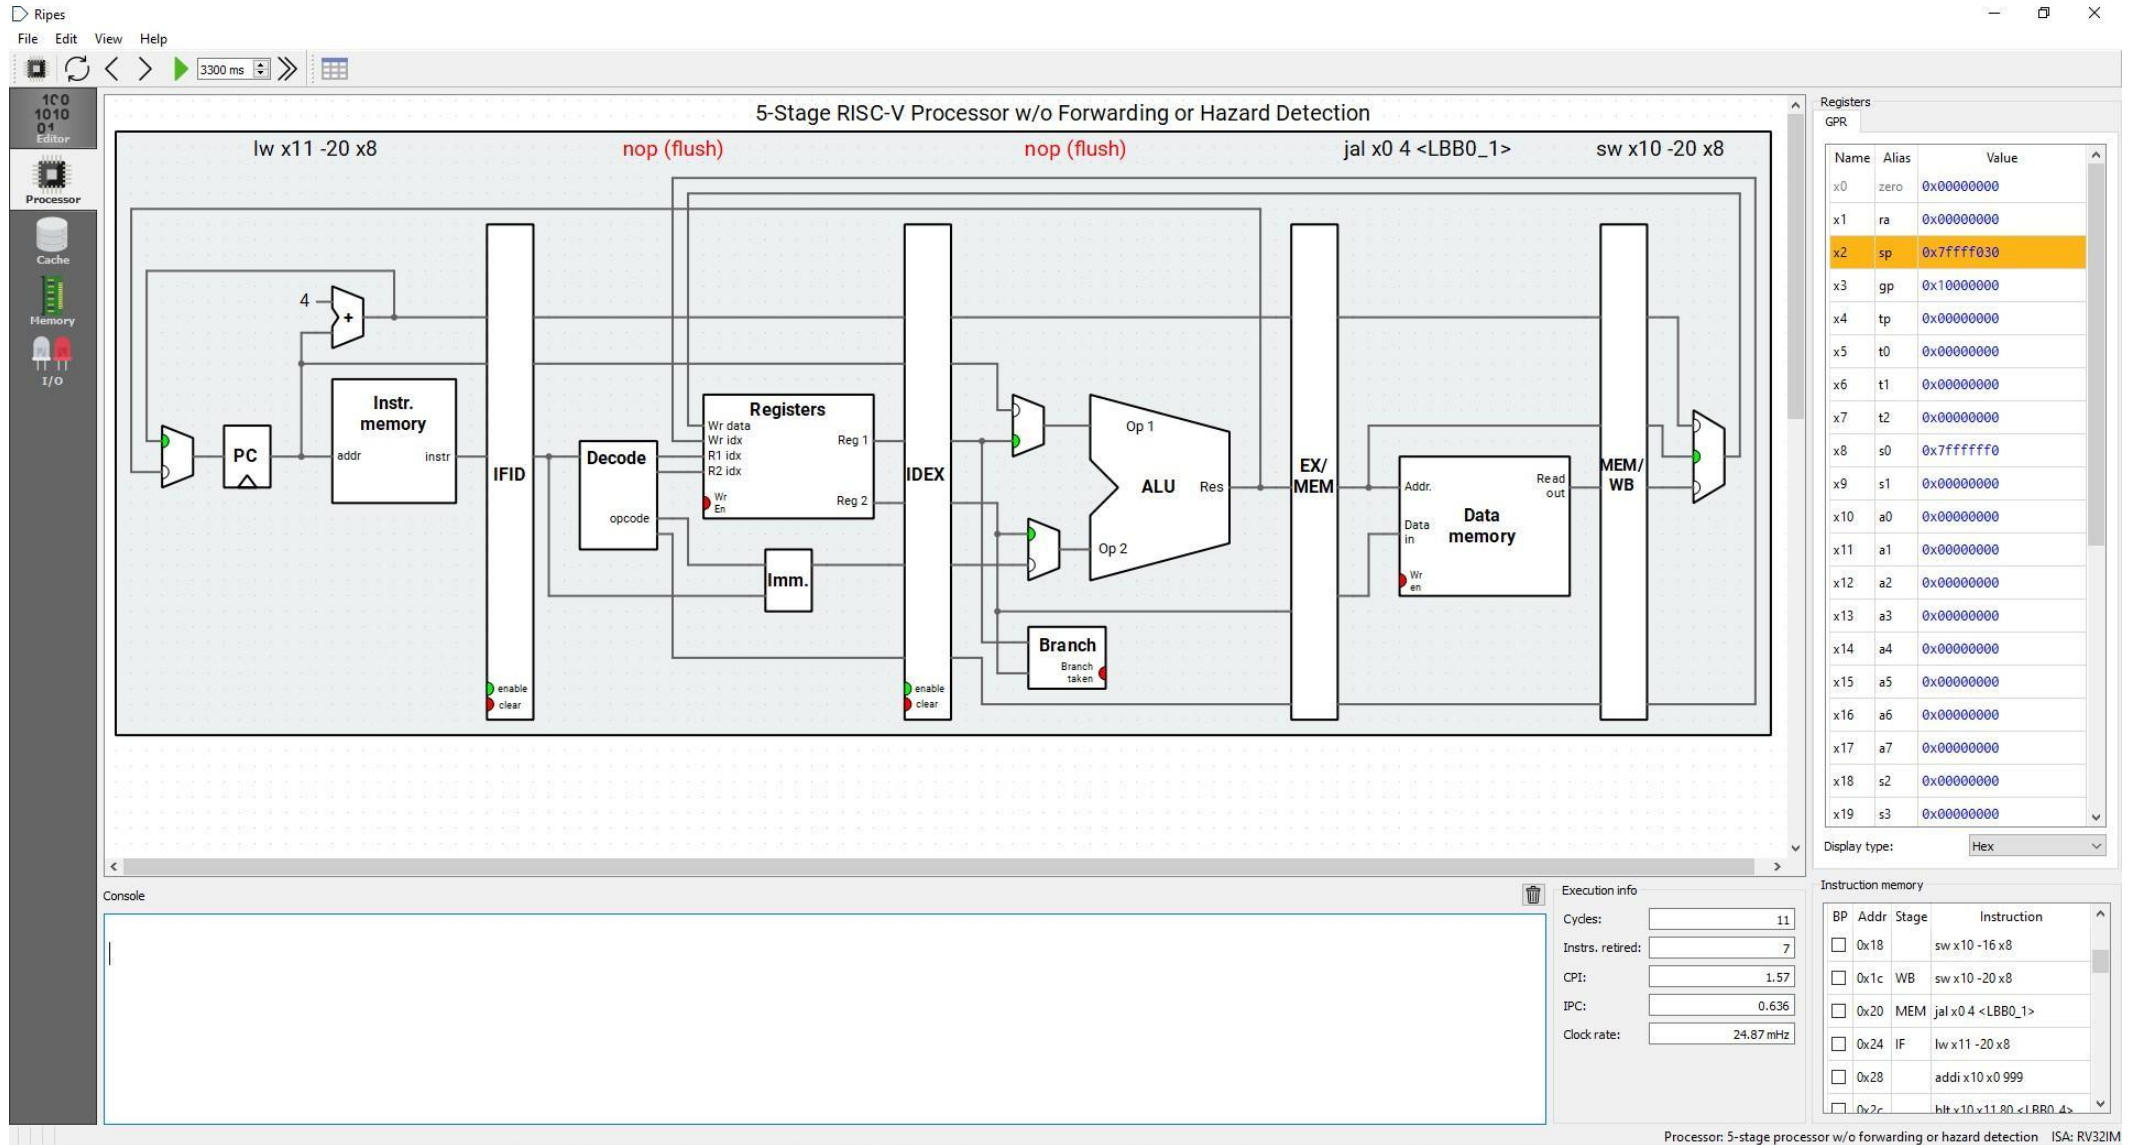 Ripes
File Edit View Help
3300 ms
100
1010
01
Editor
Processor
Cache
Memory
I/O
5-Stage RISC-V Processor w/o Forwarding or Hazard Detection
lw x11 -20 x8
nop (flush)
nop (flush)
jal x0 4 <LBB0_1>
sw x10 -20 x8
4
+
PC
Instr.
memory
addr
instr
IFID
enable
clear
Decode
opcode
Registers
Wr data
Wr idx
R1 idx
R2 idx
Wr
En
Reg 1
Reg 2
Imm.
IDEX
enable
clear
Op 1
ALU
Res
Op 2
Branch
Branch
taken
EX/
MEM
Addr.
Read
out
Data
in
Data
memory
Wr
en
MEM/
WB
Console
Execution info
Cycles: 11
Instrs. retired: 7
CPI: 1.57
IPC: 0.636
Clock rate: 24.87 mHz
Registers
GPR
Name Alias Value
x0 zero 0x00000000
x1 ra 0x00000000
x2 sp 0x7ffff030
x3 gp 0x10000000
x4 tp 0x00000000
x5 t0 0x00000000
x6 t1 0x00000000
x7 t2 0x00000000
x8 s0 0x7ffffff0
x9 s1 0x00000000
x10 a0 0x00000000
x11 a1 0x00000000
x12 a2 0x00000000
x13 a3 0x00000000
x14 a4 0x00000000
x15 a5 0x00000000
x16 a6 0x00000000
x17 a7 0x00000000
x18 s2 0x00000000
x19 s3 0x00000000
Display type: Hex
Instruction memory
BP Addr Stage Instruction
0x18 sw x10 -16 x8
0x1c WB sw x10 -20 x8
0x20 MEM jal x0 4 <LBB0_1>
0x24 IF lw x11 -20 x8
0x28 addi x10 x0 999
0x2c blt x10 x11 80 <LBB0_4>
Processor: 5-stage processor w/o forwarding or hazard detection ISA: RV32IM